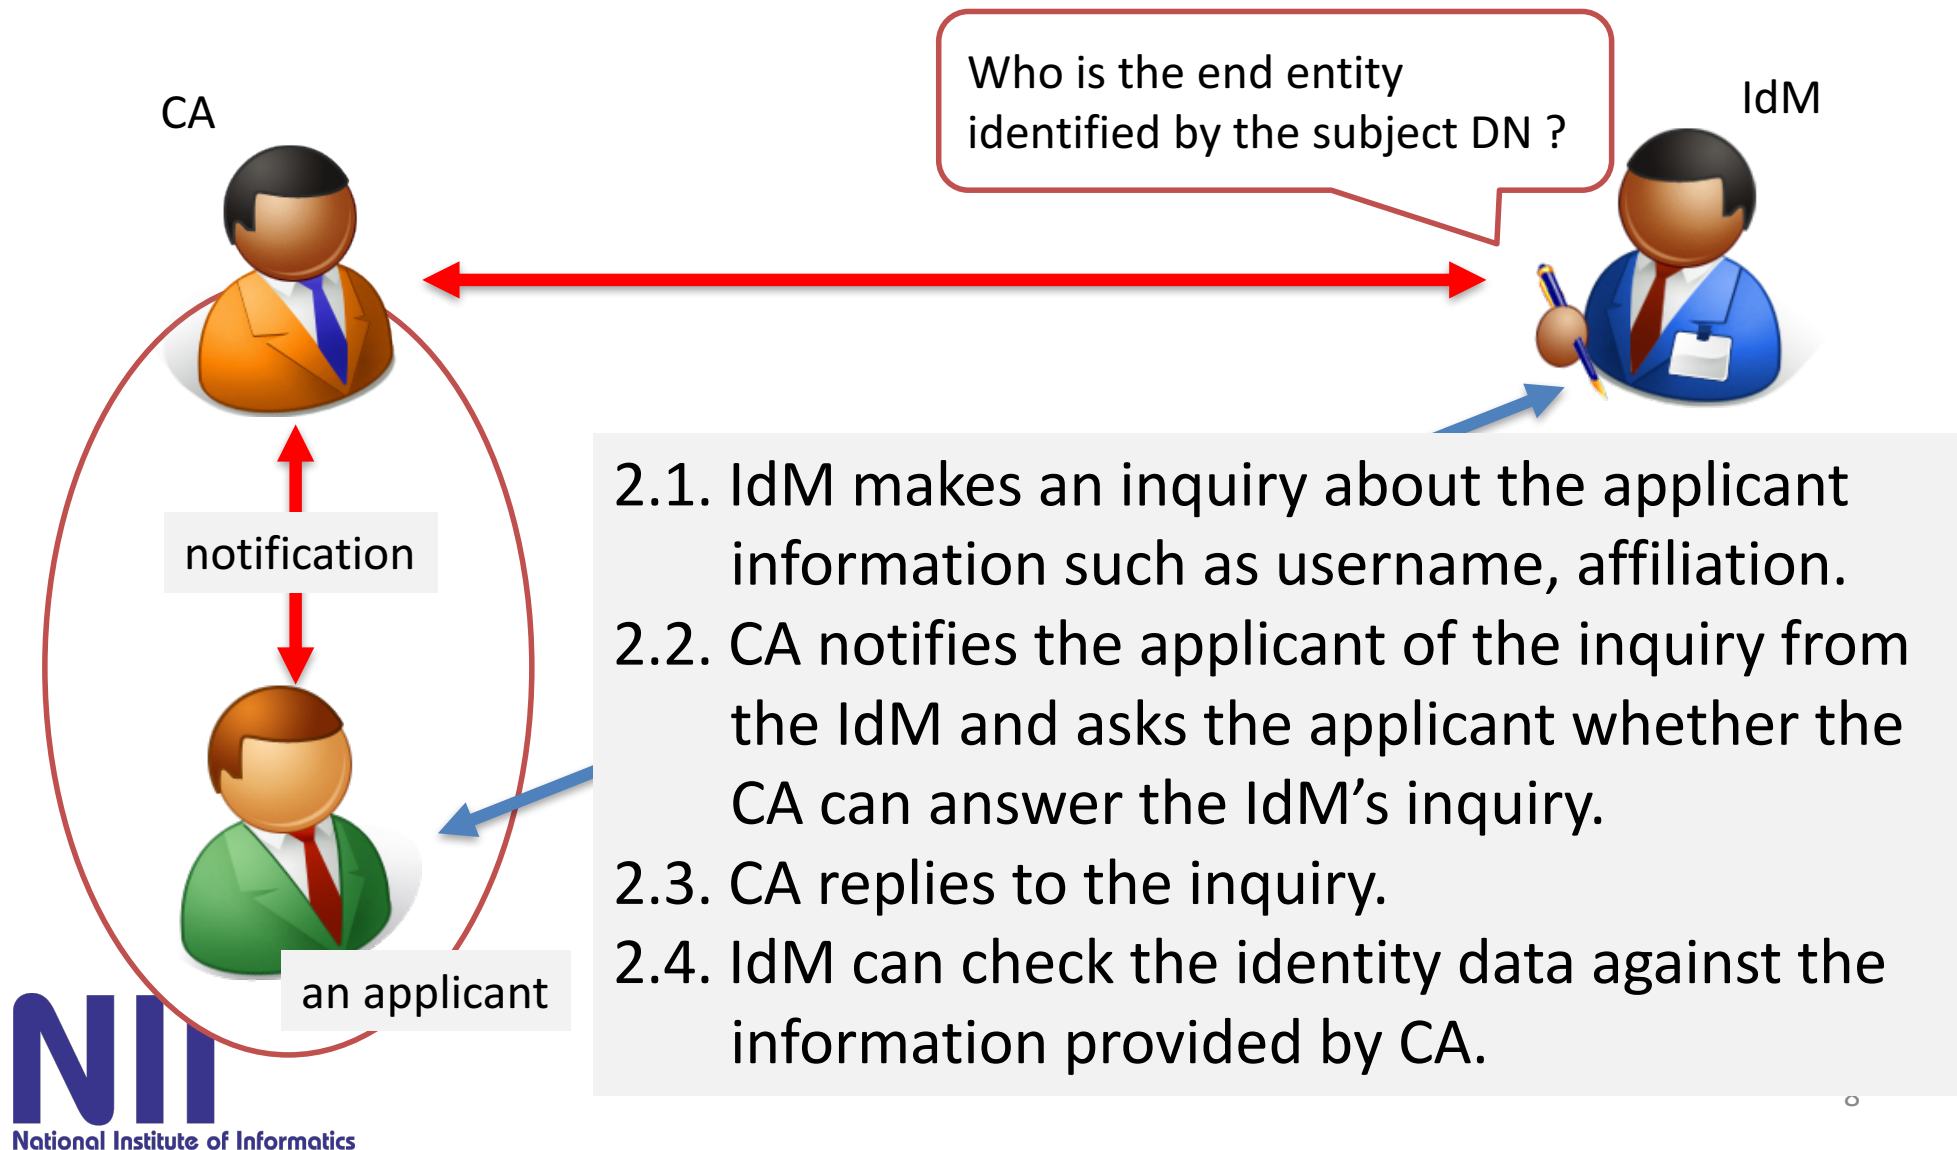 Who is the end entity
identified by the subject DN ?
CA
IdM
notification
an applicant
2.1. IdM makes an inquiry about the applicant
information such as username, affiliation.
2.2. CA notifies the applicant of the inquiry from
the IdM and asks the applicant whether the
CA can answer the IdM’s inquiry.
2.3. CA replies to the inquiry.
2.4. IdM can check the identity data against the
information provided by CA.
NII
National Institute of Informatics
8